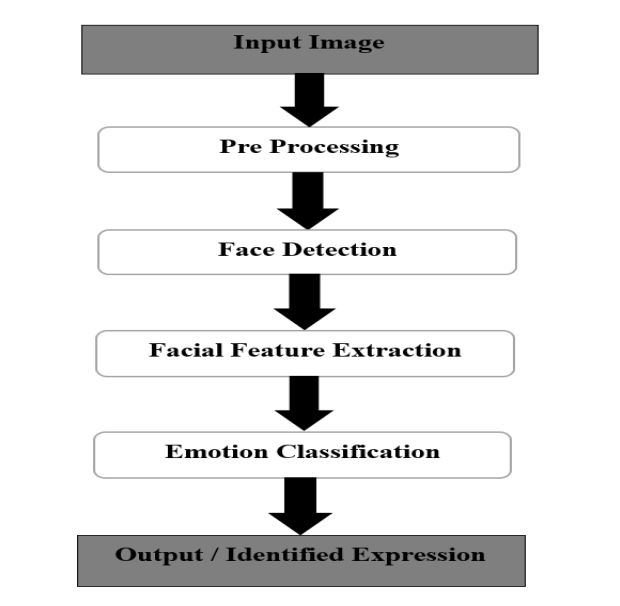 Input Image
Pre Processing
Face Detection
Facial Feature Extraction
Emotion Classification
Output / Identified Expression